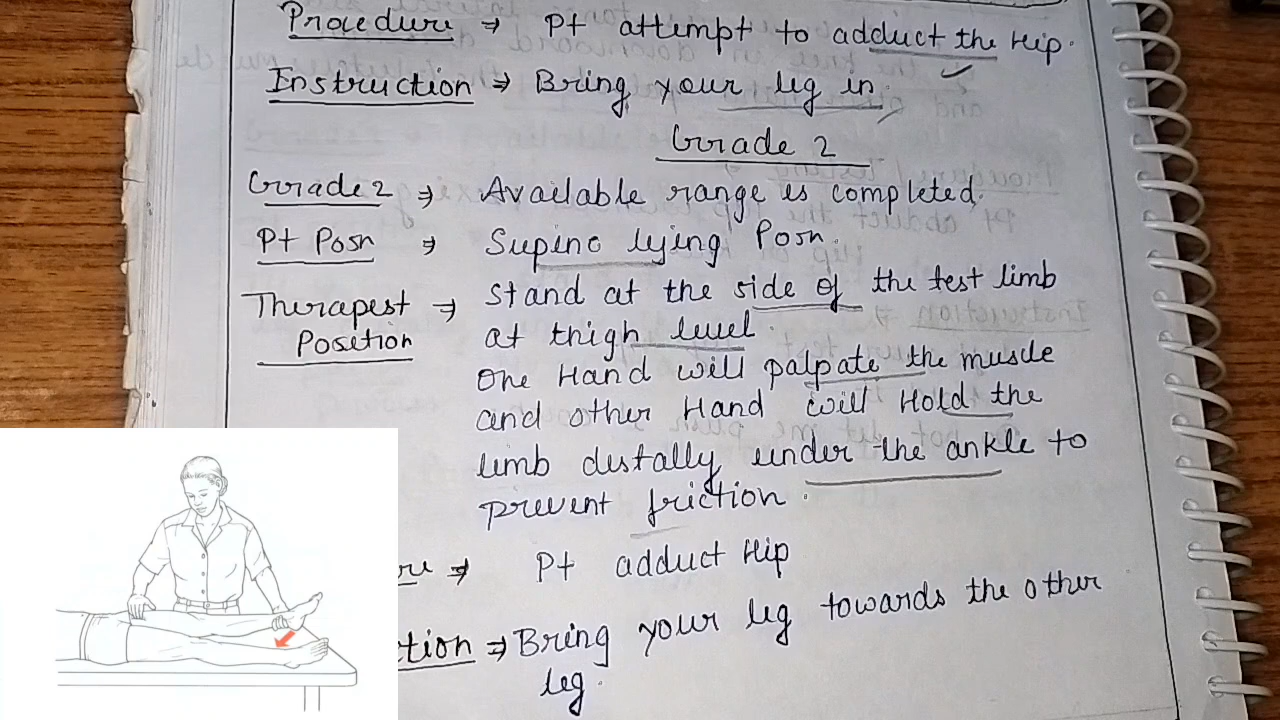 Procedure ⇒ Pt attempt to adduct the Hip.
Instruction ⇒ Bring your leg in.
Grade 2
Grade 2 ⇒ Available range is completed.
Pt Posn ⇒ Supine lying Posn.
Therapest Position ⇒ Stand at the side of the test limb
at thigh level.
One Hand will palpate the muscle
and other Hand will Hold the
limb distally under the ankle to
prevent friction.
ure ⇒ Pt adduct Hip
ction ⇒ Bring your leg towards the other
leg.